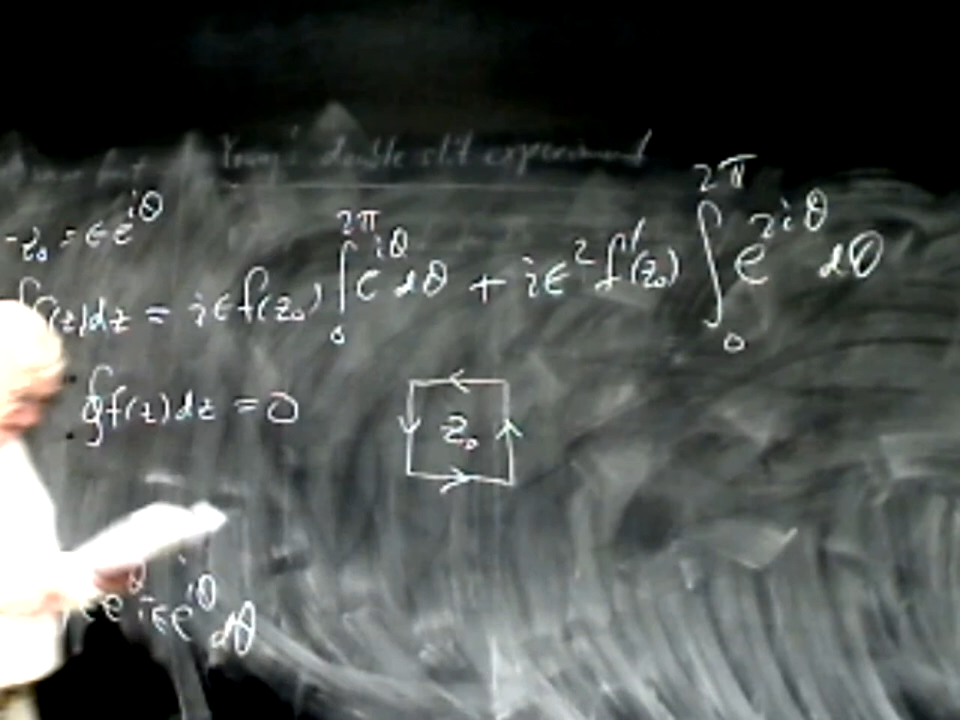 Young's double slit experiment
-z₀ = εe^{iθ}
∮f(z)dz = iεf(z₀) ∫₀^{2π} e^{iθ}dθ + iε²f'(z₀) ∫₀^{2π} e^{2iθ}dθ
∮f(z)dz = 0
z₀
iεe^{iθ}dθ